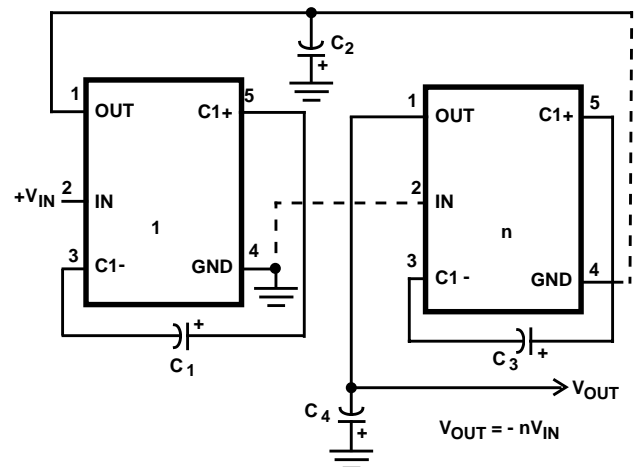 C2
+
1
OUT
C1+
5
+VIN
2
IN
1
3
C1-
GND
4
+
C1
1
OUT
C1+
5
2
IN
n
3
C1 -
GND
4
C3
+
VOUT
C4
+
VOUT = - nVIN